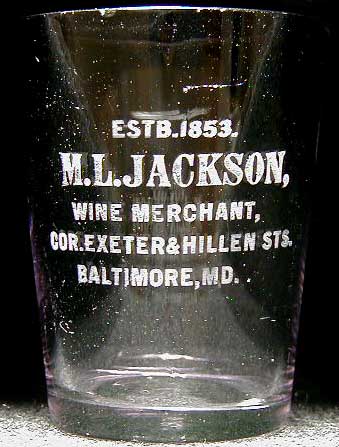 ESTB.1853.
M.L.JACKSON,
WINE MERCHANT,
COR.EXETER&HILLEN STS.
BALTIMORE,MD. .